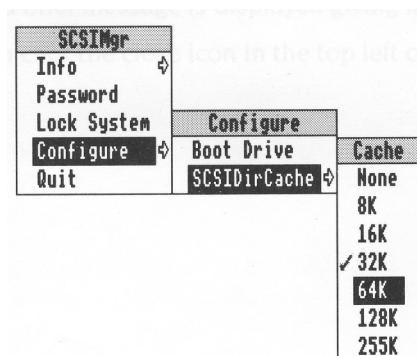 SCSIMgr
Info
Password
Lock System
Configure
Quit
Configure
Boot Drive
SCSIDirCache
Cache
None
8K
16K
32K
64K
128K
255K